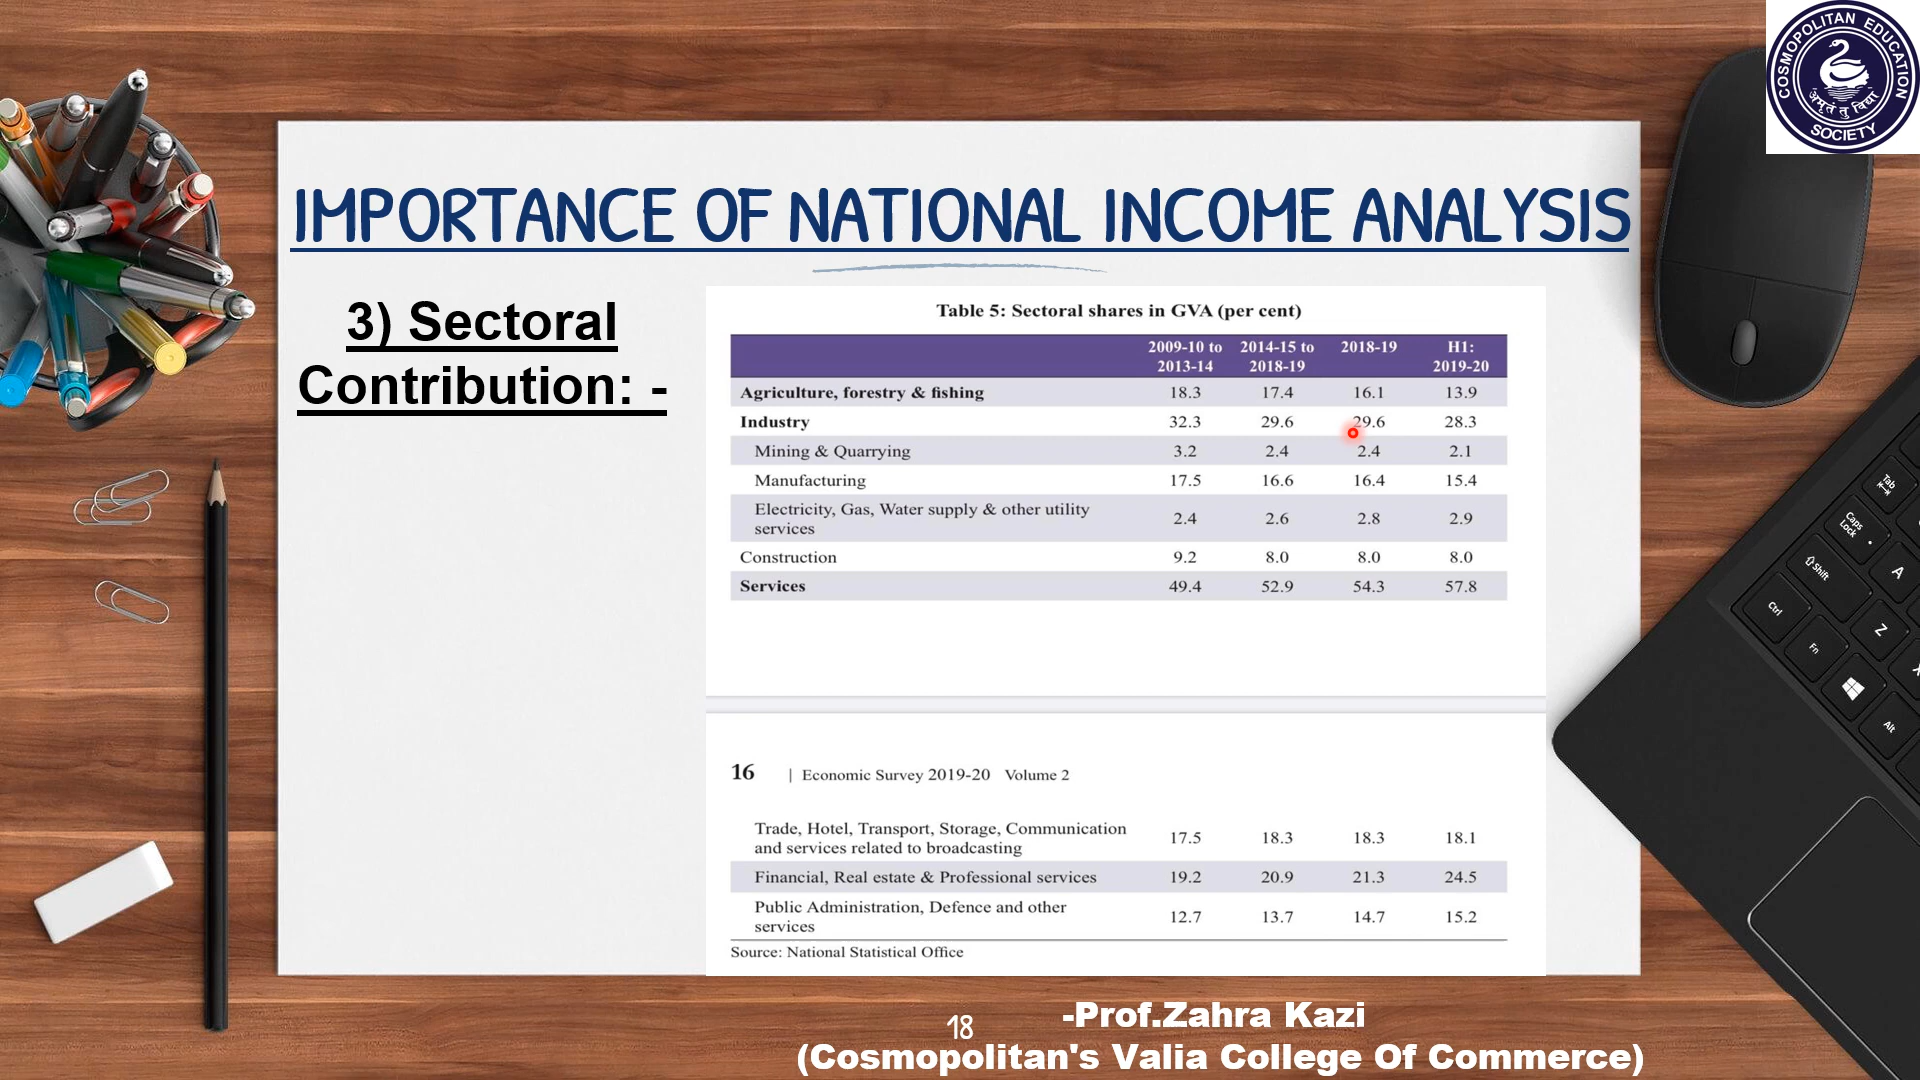 COSMOPOLITAN EDUCATION
अमृतं तु विद्या
SOCIETY
IMPORTANCE OF NATIONAL INCOME ANALYSIS
3) Sectoral
Contribution: -
Table 5: Sectoral shares in GVA (per cent)
2009-10 to 2014-15 to 2018-19 H1:
2013-14 2018-19 2019-20
Agriculture, forestry & fishing 18.3 17.4 16.1 13.9
Industry 32.3 29.6 29.6 28.3
Mining & Quarrying 3.2 2.4 2.4 2.1
Manufacturing 17.5 16.6 16.4 15.4
Electricity, Gas, Water supply & other utility
services 2.4 2.6 2.8 2.9
Construction 9.2 8.0 8.0 8.0
Services 49.4 52.9 54.3 57.8
16 | Economic Survey 2019-20 Volume 2
Trade, Hotel, Transport, Storage, Communication
and services related to broadcasting 17.5 18.3 18.3 18.1
Financial, Real estate & Professional services 19.2 20.9 21.3 24.5
Public Administration, Defence and other
services 12.7 13.7 14.7 15.2
Source: National Statistical Office
18
-Prof.Zahra Kazi
(Cosmopolitan's Valia College Of Commerce)
Tab
Caps
Lock
Shift
A
Ctrl
Z
Fn
Alt